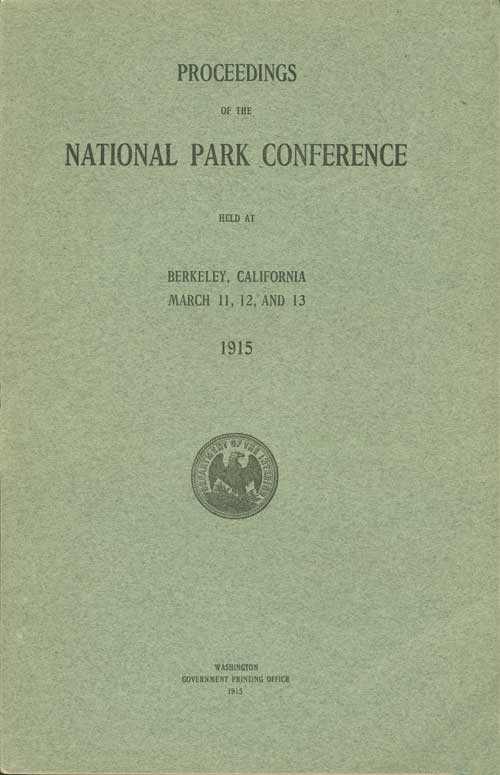 PROCEEDINGS
OF THE
NATIONAL PARK CONFERENCE
HELD AT
BERKELEY, CALIFORNIA
MARCH 11, 12, AND 13
1915
DEPARTMENT OF THE INTERIOR
WASHINGTON
GOVERNMENT PRINTING OFFICE
1915